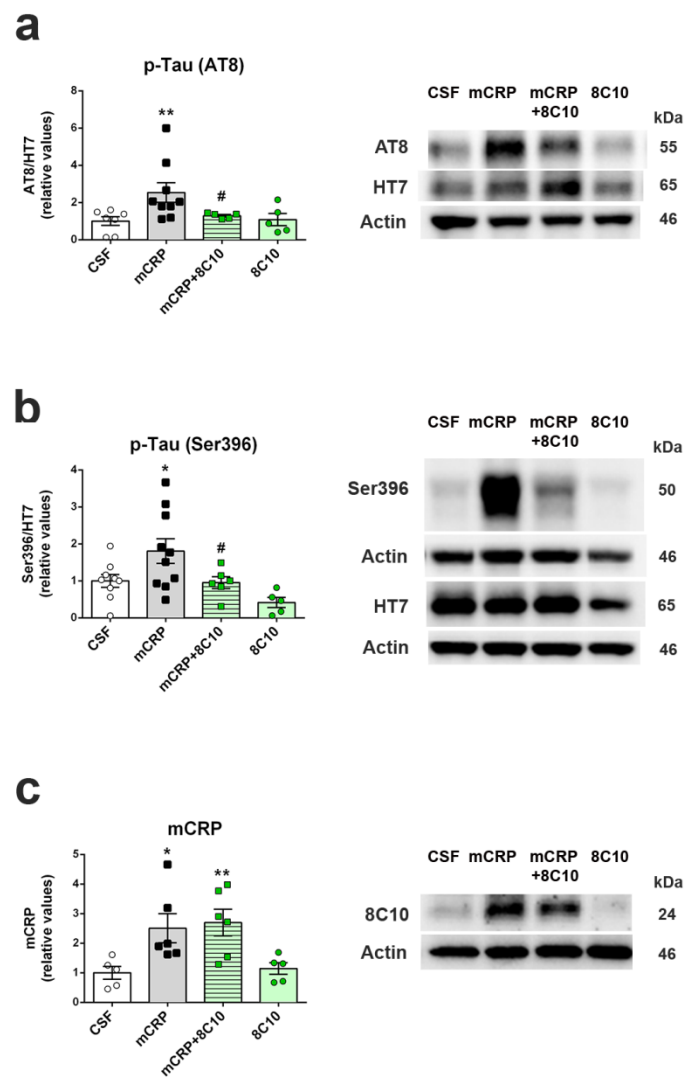 a
p-Tau (AT8)
AT8/HT7
(relative values)
8
6
4
2
0
**
#
CSF
mCRP
mCRP+8C10
8C10
CSF mCRP mCRP 8C10
+8C10
kDa
AT8 55
HT7 65
Actin 46
b
p-Tau (Ser396)
Ser396/HT7
(relative values)
4
3
2
1
0
*
#
CSF
mCRP
mCRP+8C10
8C10
CSF mCRP mCRP 8C10
+8C10
kDa
Ser396 50
Actin 46
HT7 65
Actin 46
c
mCRP
mCRP
(relative values)
5
4
3
2
1
0
*
**
CSF
mCRP
mCRP+8C10
8C10
CSF mCRP mCRP 8C10
+8C10
kDa
8C10 24
Actin 46